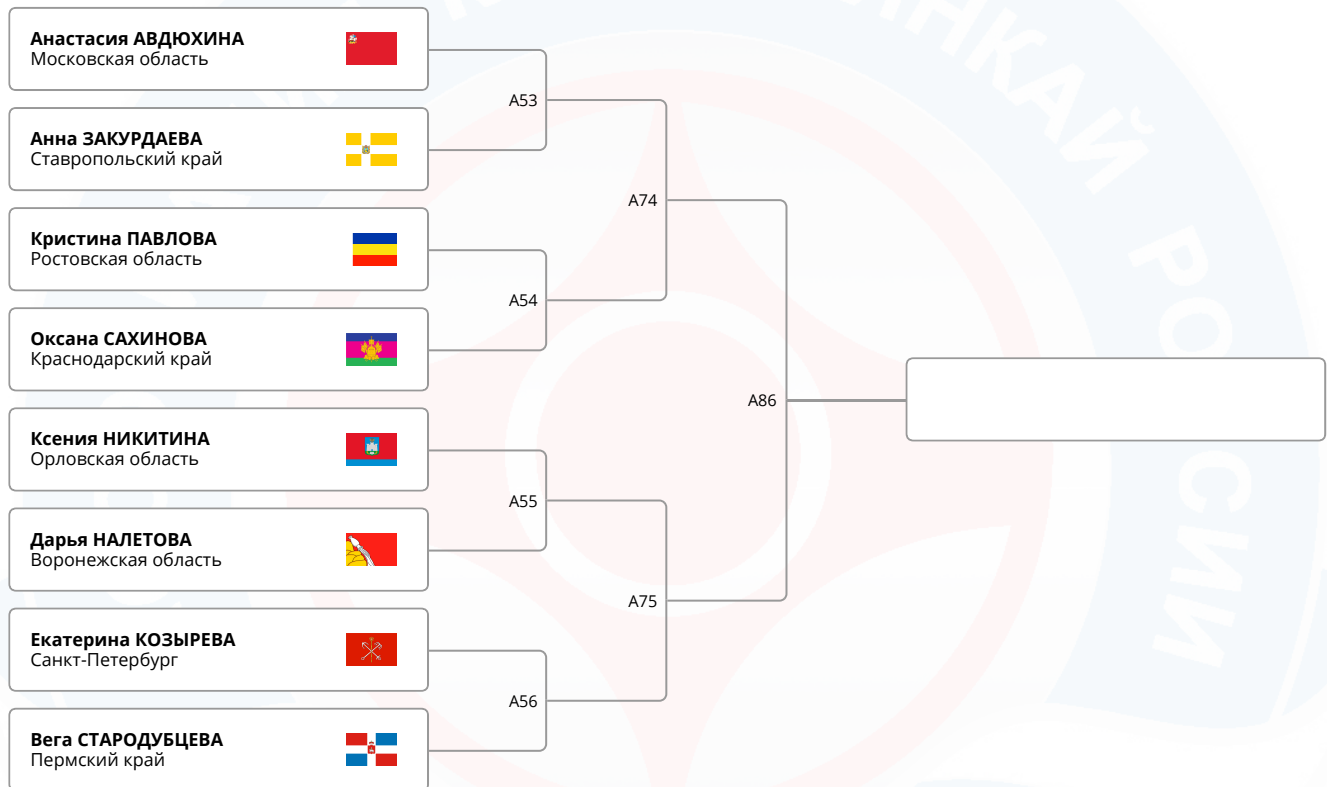 Анастасия АВДЮХИНА
Московская область
A53
Анна ЗАКУРДАЕВА
Ставропольский край
A74
Кристина ПАВЛОВА
Ростовская область
A54
Оксана САХИНОВА
Краснодарский край
A86
Ксения НИКИТИНА
Орловская область
A55
Дарья НАЛЕТОВА
Воронежская область
A75
Екатерина КОЗЫРЕВА
Санкт-Петербург
A56
Вега СТАРОДУБЦЕВА
Пермский край
РОССИИ